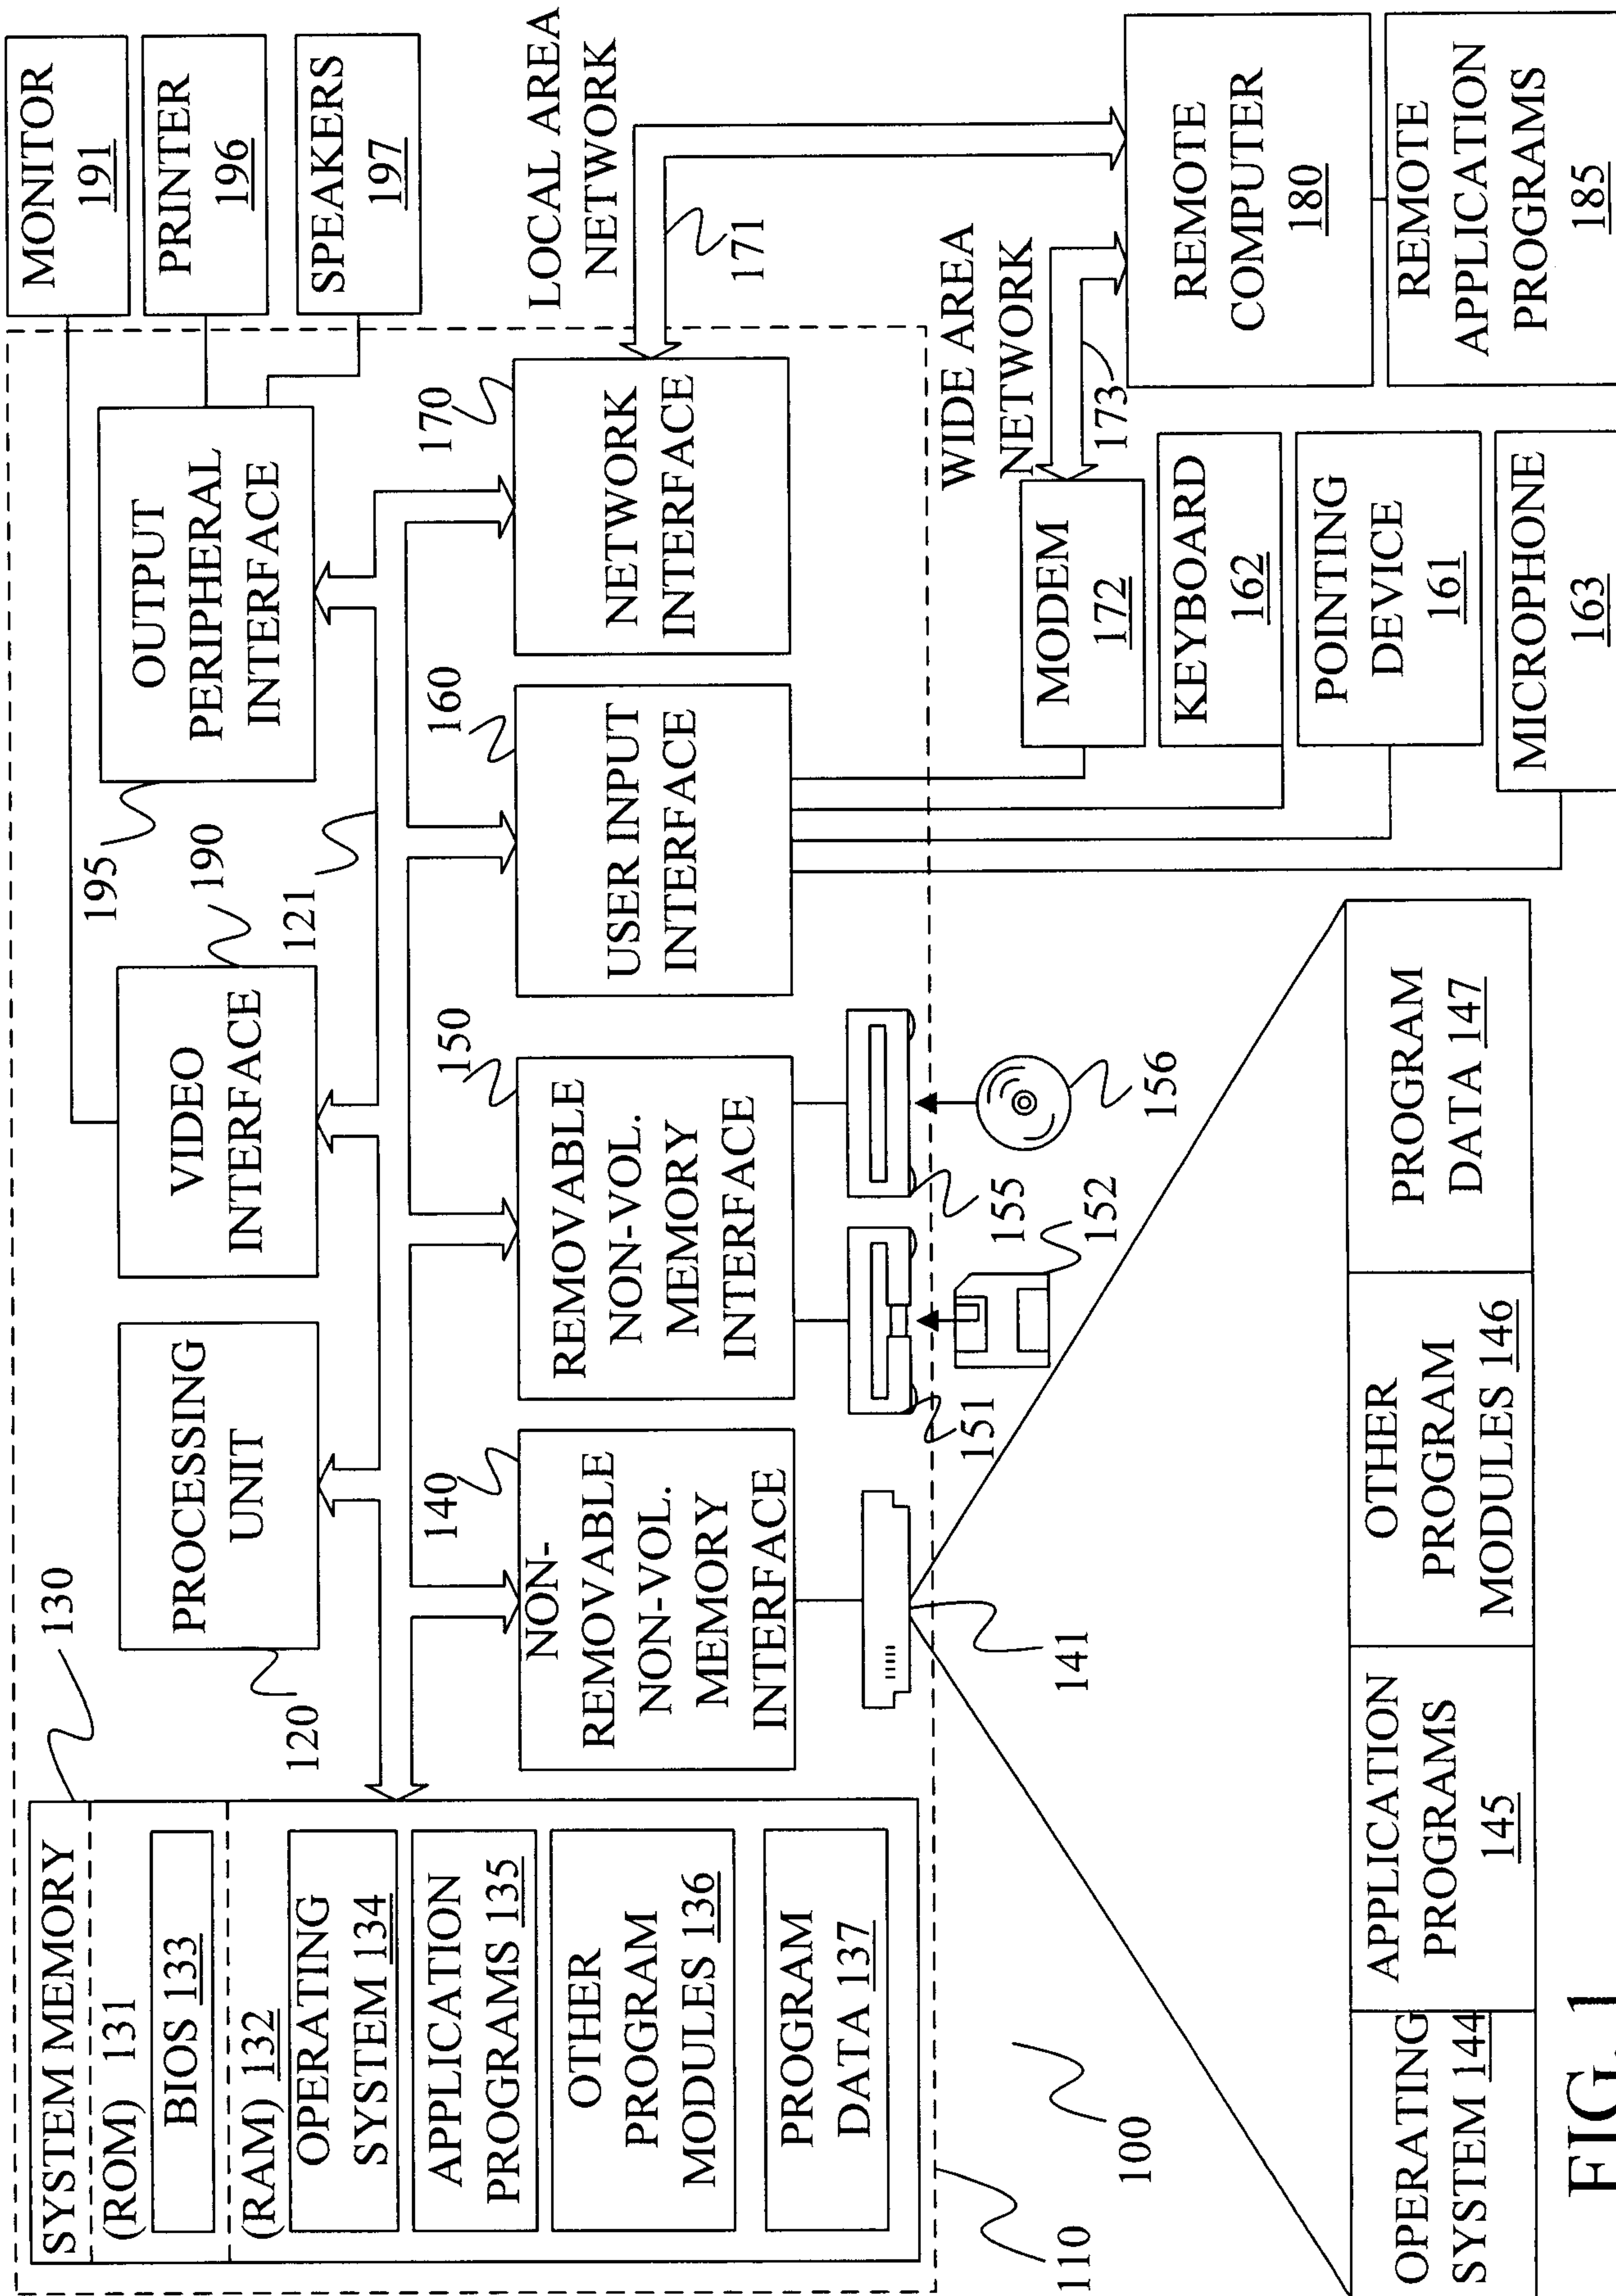 SYSTEM MEMORY
(ROM) 131
BIOS 133
(RAM) 132
OPERATING
SYSTEM 134
APPLICATION
PROGRAMS 135
OTHER
PROGRAM
MODULES 136
PROGRAM
DATA 137
130
120
PROCESSING
UNIT
VIDEO
INTERFACE
190
121
195
OUTPUT
PERIPHERAL
INTERFACE
MONITOR
191
PRINTER
196
SPEAKERS
197
140
NON-
REMOVABLE
NON-VOL.
MEMORY
INTERFACE
150
REMOVABLE
NON-VOL.
MEMORY
INTERFACE
160
USER INPUT
INTERFACE
170
NETWORK
INTERFACE
LOCAL AREA
NETWORK
171
141
151
152
155
156
WIDE AREA
NETWORK
173
MODEM
172
KEYBOARD
162
POINTING
DEVICE
161
MICROPHONE
163
REMOTE
COMPUTER
180
REMOTE
APPLICATION
PROGRAMS
185
110
100
OPERATING
SYSTEM 144
APPLICATION
PROGRAMS
145
OTHER
PROGRAM
MODULES 146
PROGRAM
DATA 147
FIG. 1